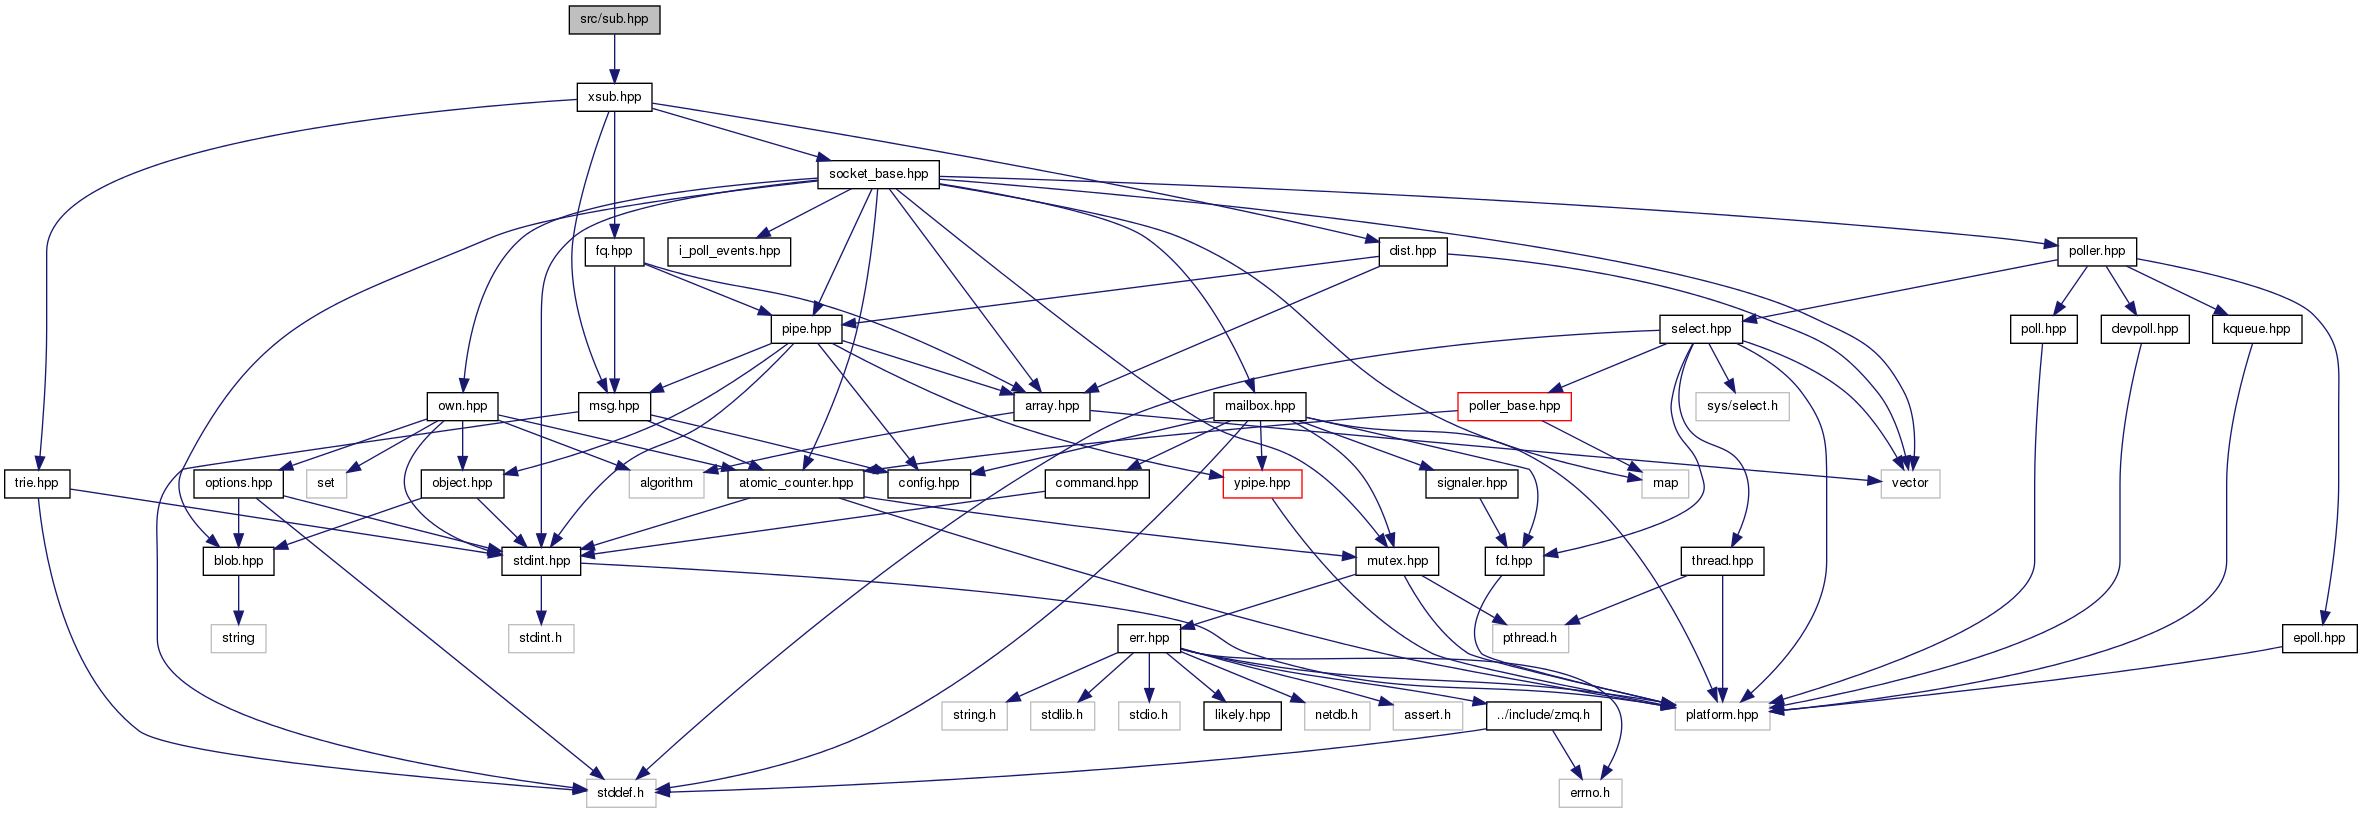 src/sub.hpp
xsub.hpp
socket_base.hpp
fq.hpp
i_poll_events.hpp
dist.hpp
poller.hpp
pipe.hpp
select.hpp
poll.hpp
devpoll.hpp
kqueue.hpp
own.hpp
msg.hpp
array.hpp
mailbox.hpp
poller_base.hpp
sys/select.h
trie.hpp
options.hpp
set
object.hpp
algorithm
atomic_counter.hpp
config.hpp
command.hpp
ypipe.hpp
signaler.hpp
map
vector
blob.hpp
stdint.hpp
mutex.hpp
fd.hpp
thread.hpp
string
stdint.h
err.hpp
pthread.h
epoll.hpp
string.h
stdlib.h
stdio.h
likely.hpp
netdb.h
assert.h
../include/zmq.h
platform.hpp
stddef.h
errno.h